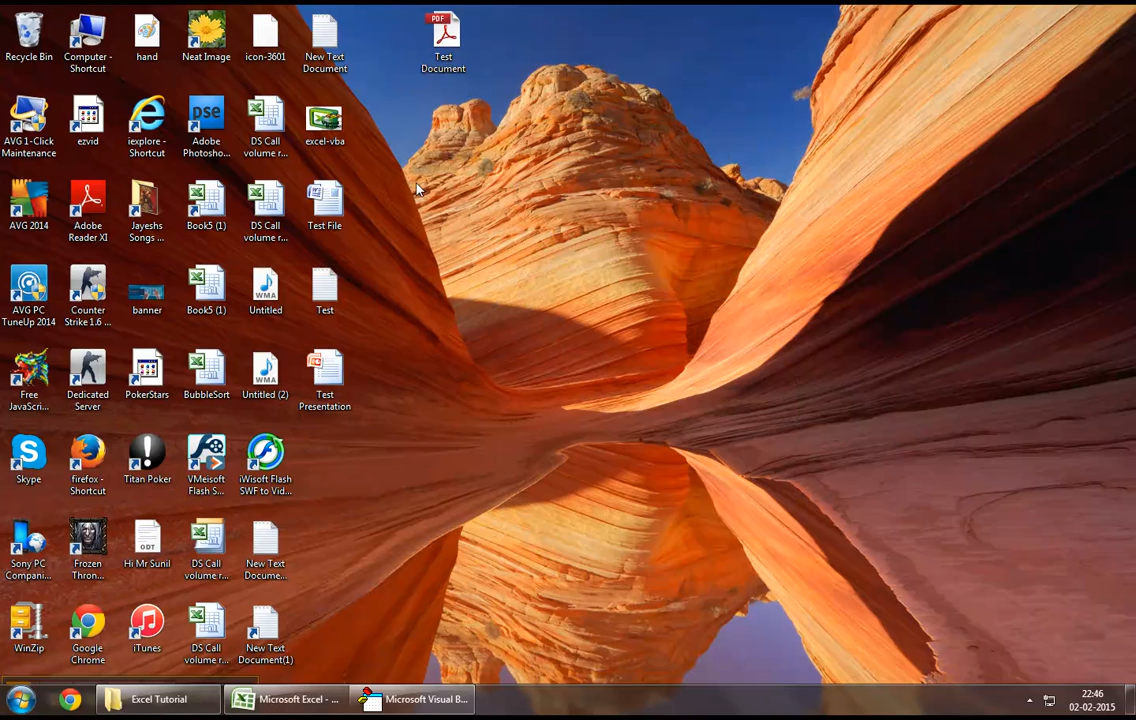 Recycle Bin
Computer -
Shortcut
hand
Neat Image
icon-3601
New Text
Document
PDF
Test
Document
AVG 1-Click
Maintenance
ezvid
iexplore -
Shortcut
pse
Adobe
Photosho...
DS Call
volume r...
excel-vba
AVG 2014
Adobe
Reader XI
Jayeshs
Songs ...
Book5 (1)
DS Call
volume r...
Test File
AVG PC
TuneUp 2014
Counter
Strike 1.6 ...
banner
Book5 (1)
WMA
Untitled
Test
Free
JavaScri...
Dedicated
Server
PokerStars
BubbleSort
WMA
Untitled (2)
Test
Presentation
Skype
firefox -
Shortcut
Titan Poker
VMeisoft
Flash S...
iWisoft Flash
SWF to Vid...
Sony PC
Compani...
Frozen
Thron...
ODT
Hi Mr Sunil
DS Call
volume r...
New Text
Docume...
WinZip
Google
Chrome
iTunes
DS Call
volume r...
New Text
Document(1)
Excel Tutorial
Microsoft Excel - ...
Microsoft Visual B...
22:46
02-02-2015